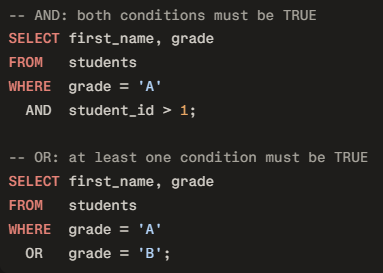 -- AND: both conditions must be TRUE
SELECT first_name, grade
FROM   students
WHERE  grade = 'A'
  AND  student_id > 1;

-- OR: at least one condition must be TRUE
SELECT first_name, grade
FROM   students
WHERE  grade = 'A'
  OR   grade = 'B';